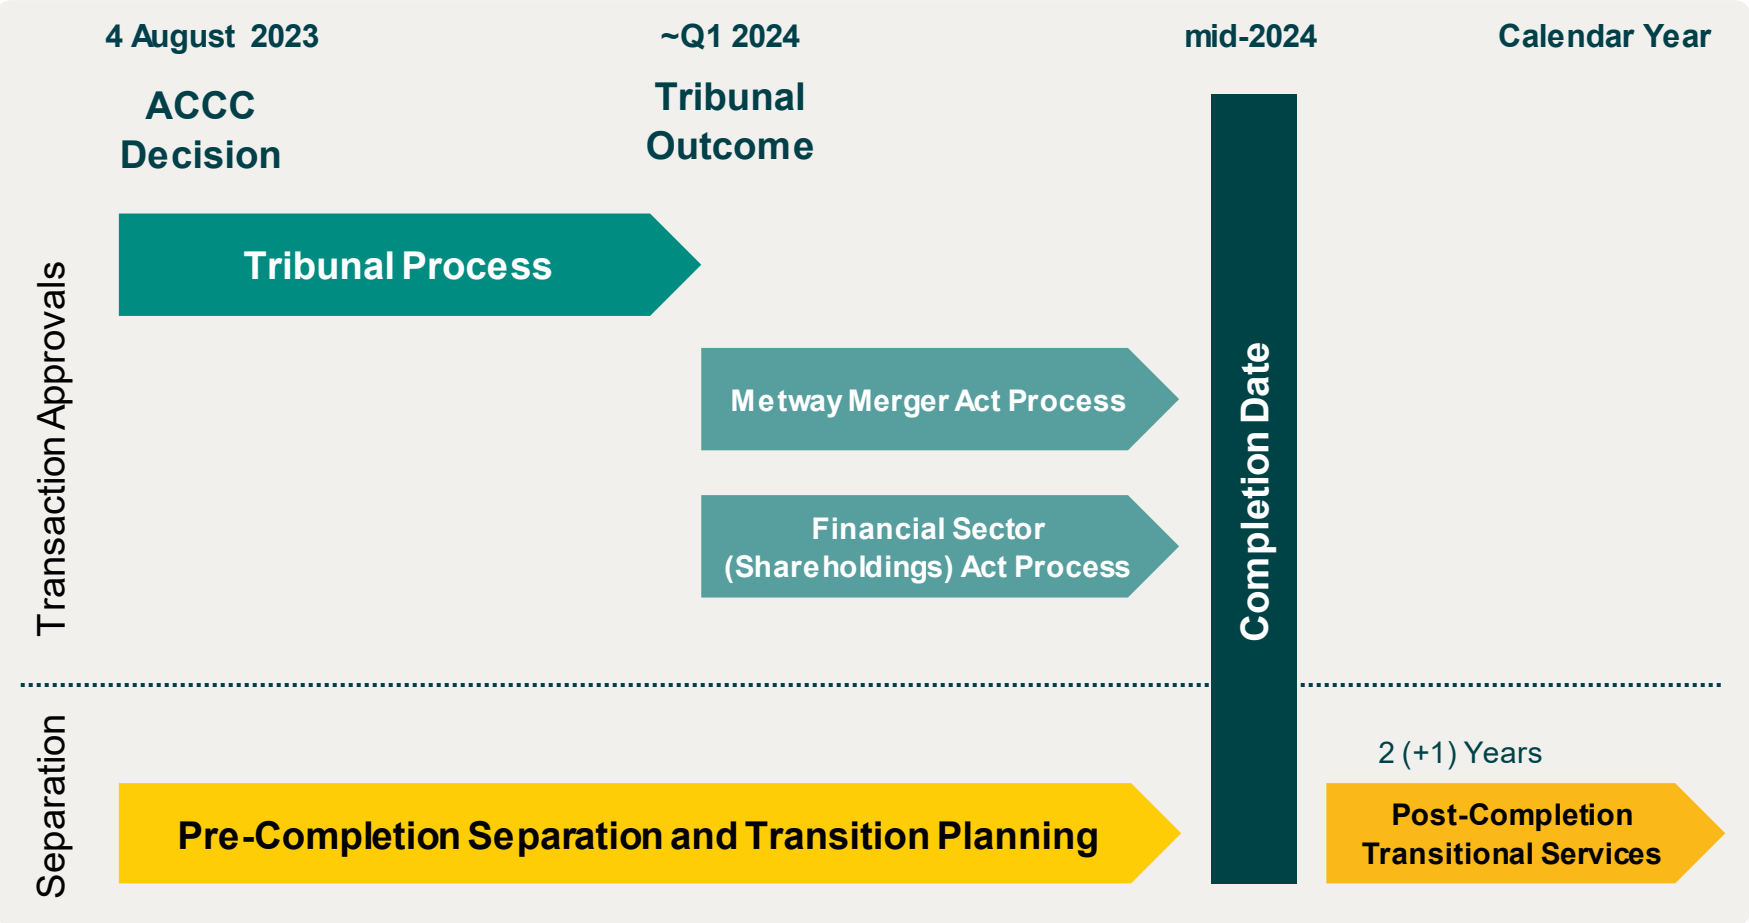 4 August 2023
~Q1 2024
mid-2024
Calendar Year
ACCC
Decision
Tribunal
Outcome
Transaction Approvals
Tribunal Process
Metway Merger Act Process
Financial Sector
(Shareholdings) Act Process
Completion Date
Separation
Pre-Completion Separation and Transition Planning
2 (+1) Years
Post-Completion
Transitional Services